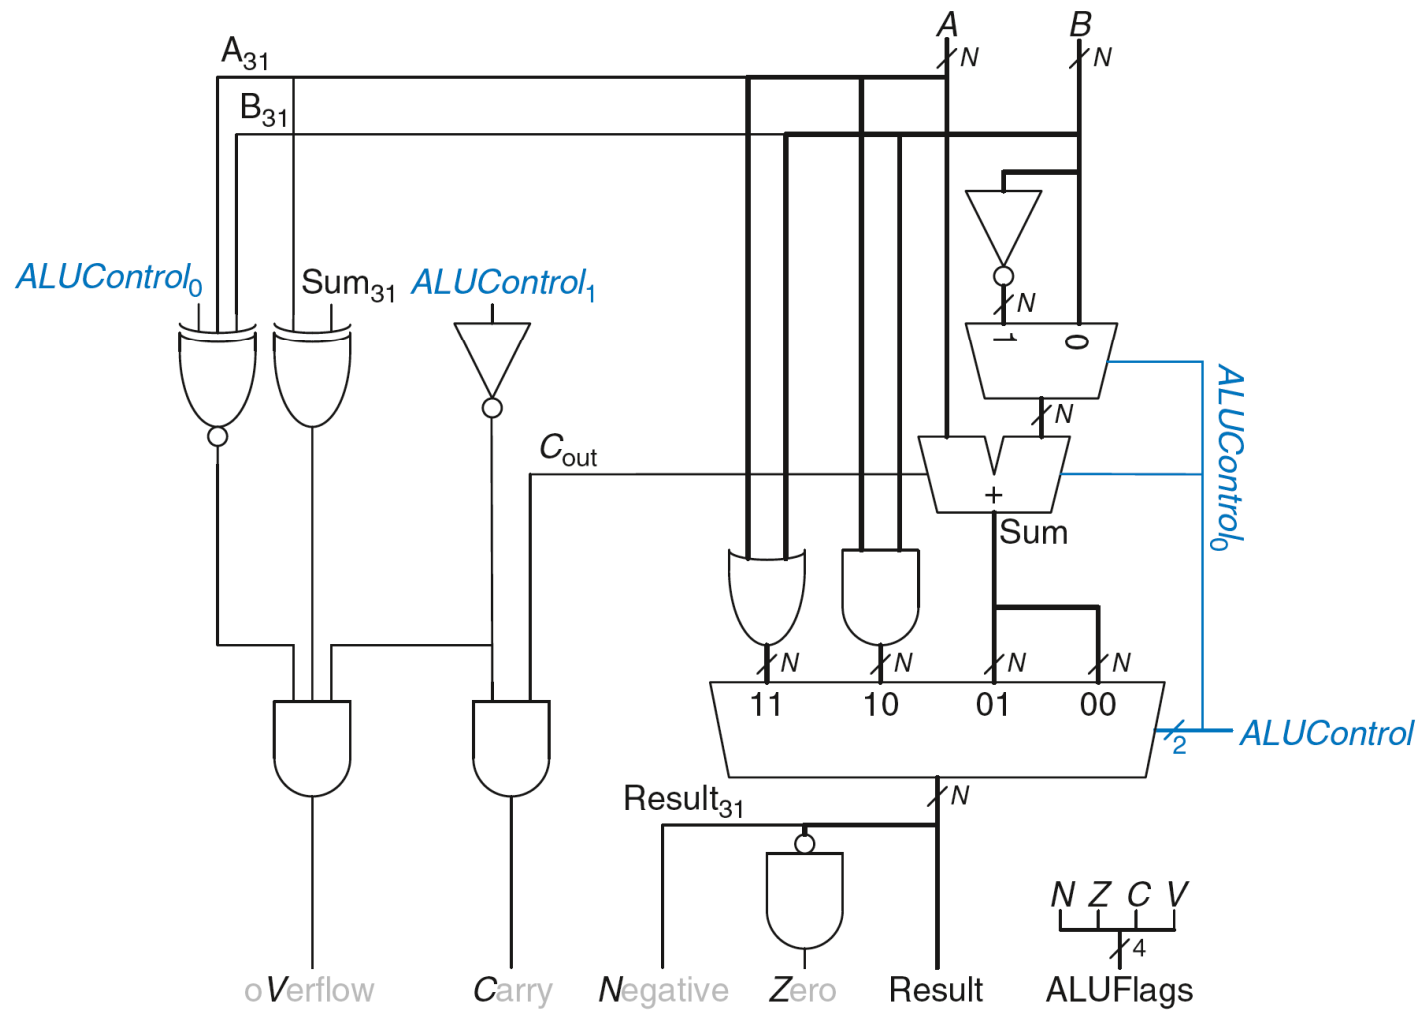 A
B
A31
N
N
B31
ALUControl0
Sum31
ALUControl1
N
1
0
ALUControl0
N
Cout
+
Sum
N
N
N
N
11
10
01
00
2
ALUControl
Result31
N
N Z C V
4
oVerflow
Carry
Negative
Zero
Result
ALUFlags